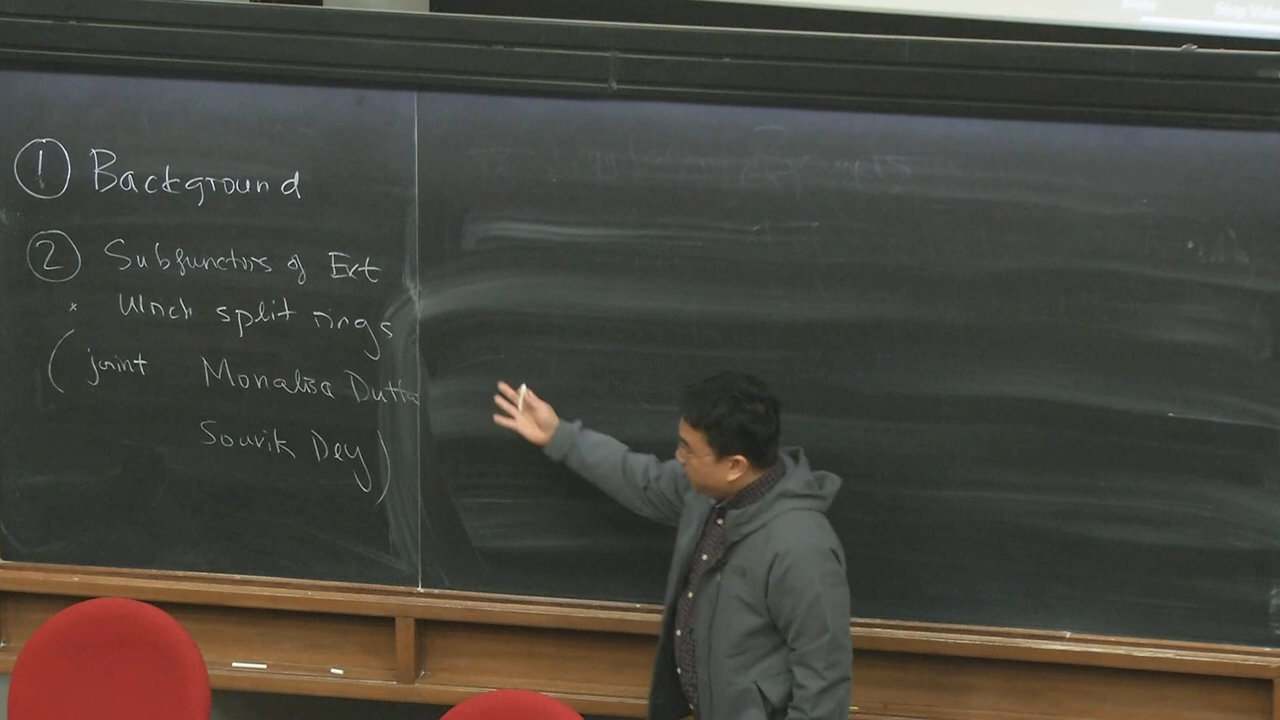 ① Background
② Subfunctors of Ext
* Ulrich split rings
(joint Monalisa Dutta
Souvik Dey)